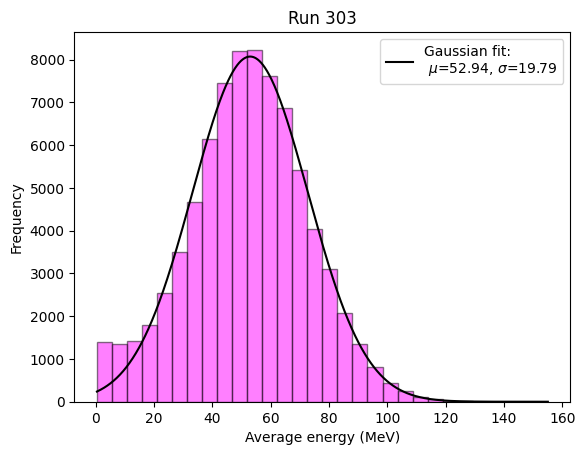 Run 303
Gaussian fit:
μ=52.94, σ=19.79
Frequency
8000
7000
6000
5000
4000
3000
2000
1000
0
0 20 40 60 80 100 120 140 160
Average energy (MeV)